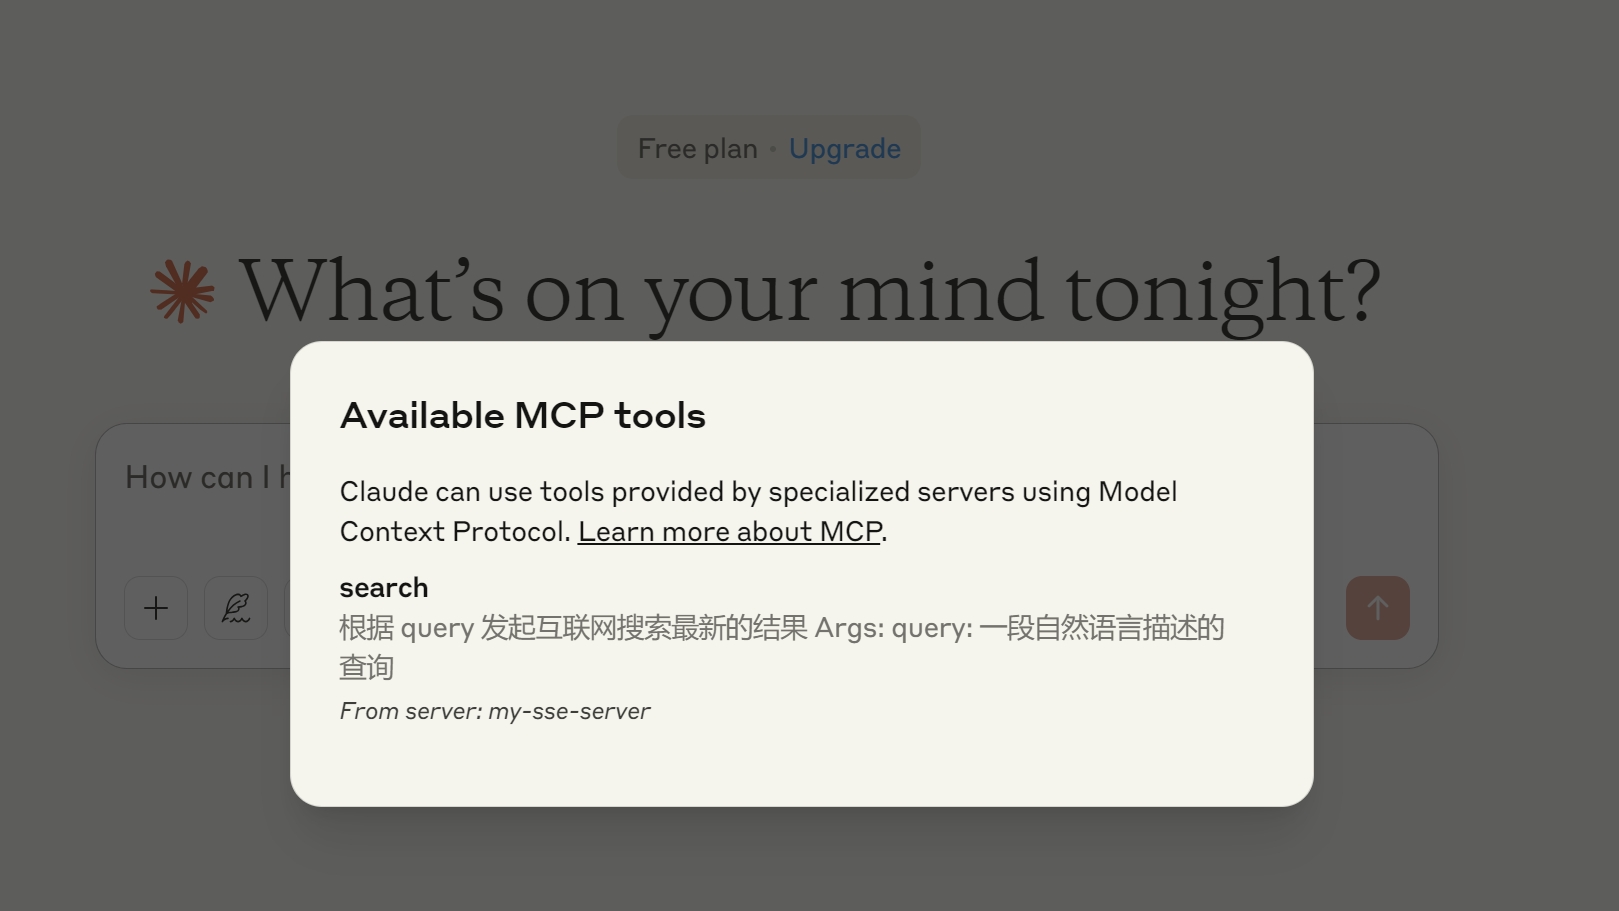 Free plan • Upgrade
What's on your mind tonight?
Available MCP tools
How can I
Claude can use tools provided by specialized servers using Model
Context Protocol. Learn more about MCP.
search
根据 query 发起互联网搜索最新的结果 Args: query: 一段自然语言描述的
查询
From server: my-sse-server